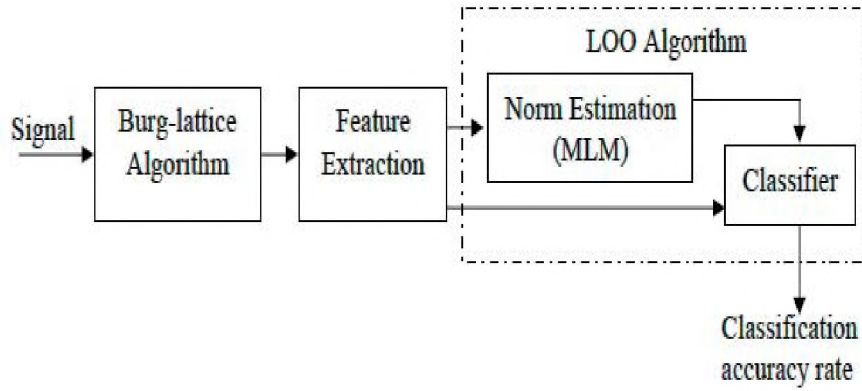 LOO Algorithm
Signal
Burg-lattice
Algorithm
Feature
Extraction
Norm Estimation
(MLM)
Classifier
Classification
accuracy rate